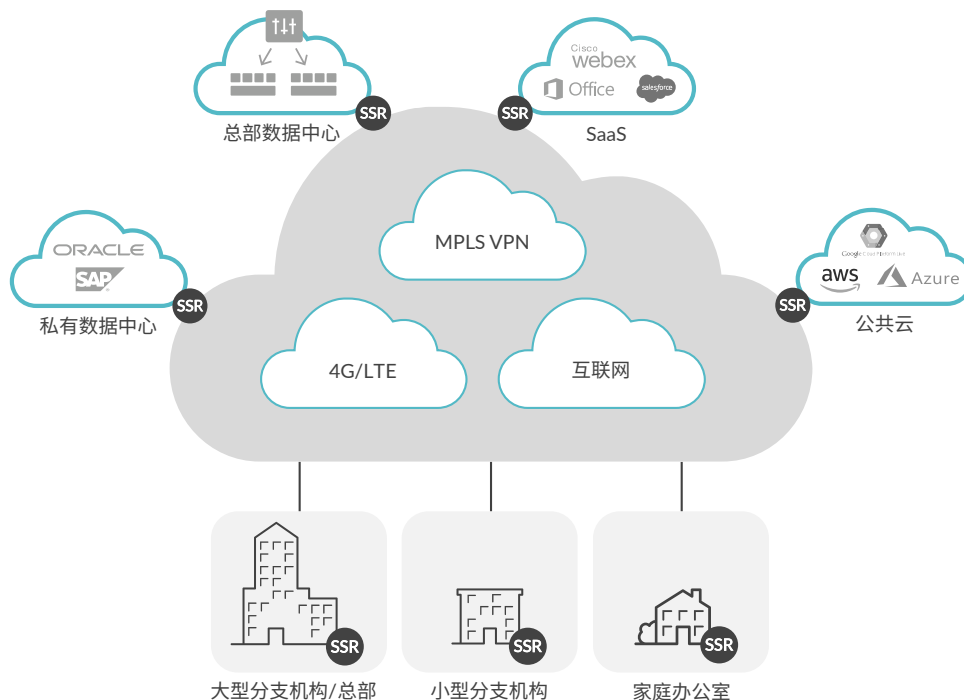 SSR
总部数据中心
Cisco
webex
Office
salesforce
SSR
SaaS
MPLS VPN
ORACLE
SAP
SSR
私有数据中心
4G/LTE
互联网
Google Cloud Platform
aws
Azure
SSR
公共云
SSR
大型分支机构/总部
SSR
小型分支机构
SSR
家庭办公室